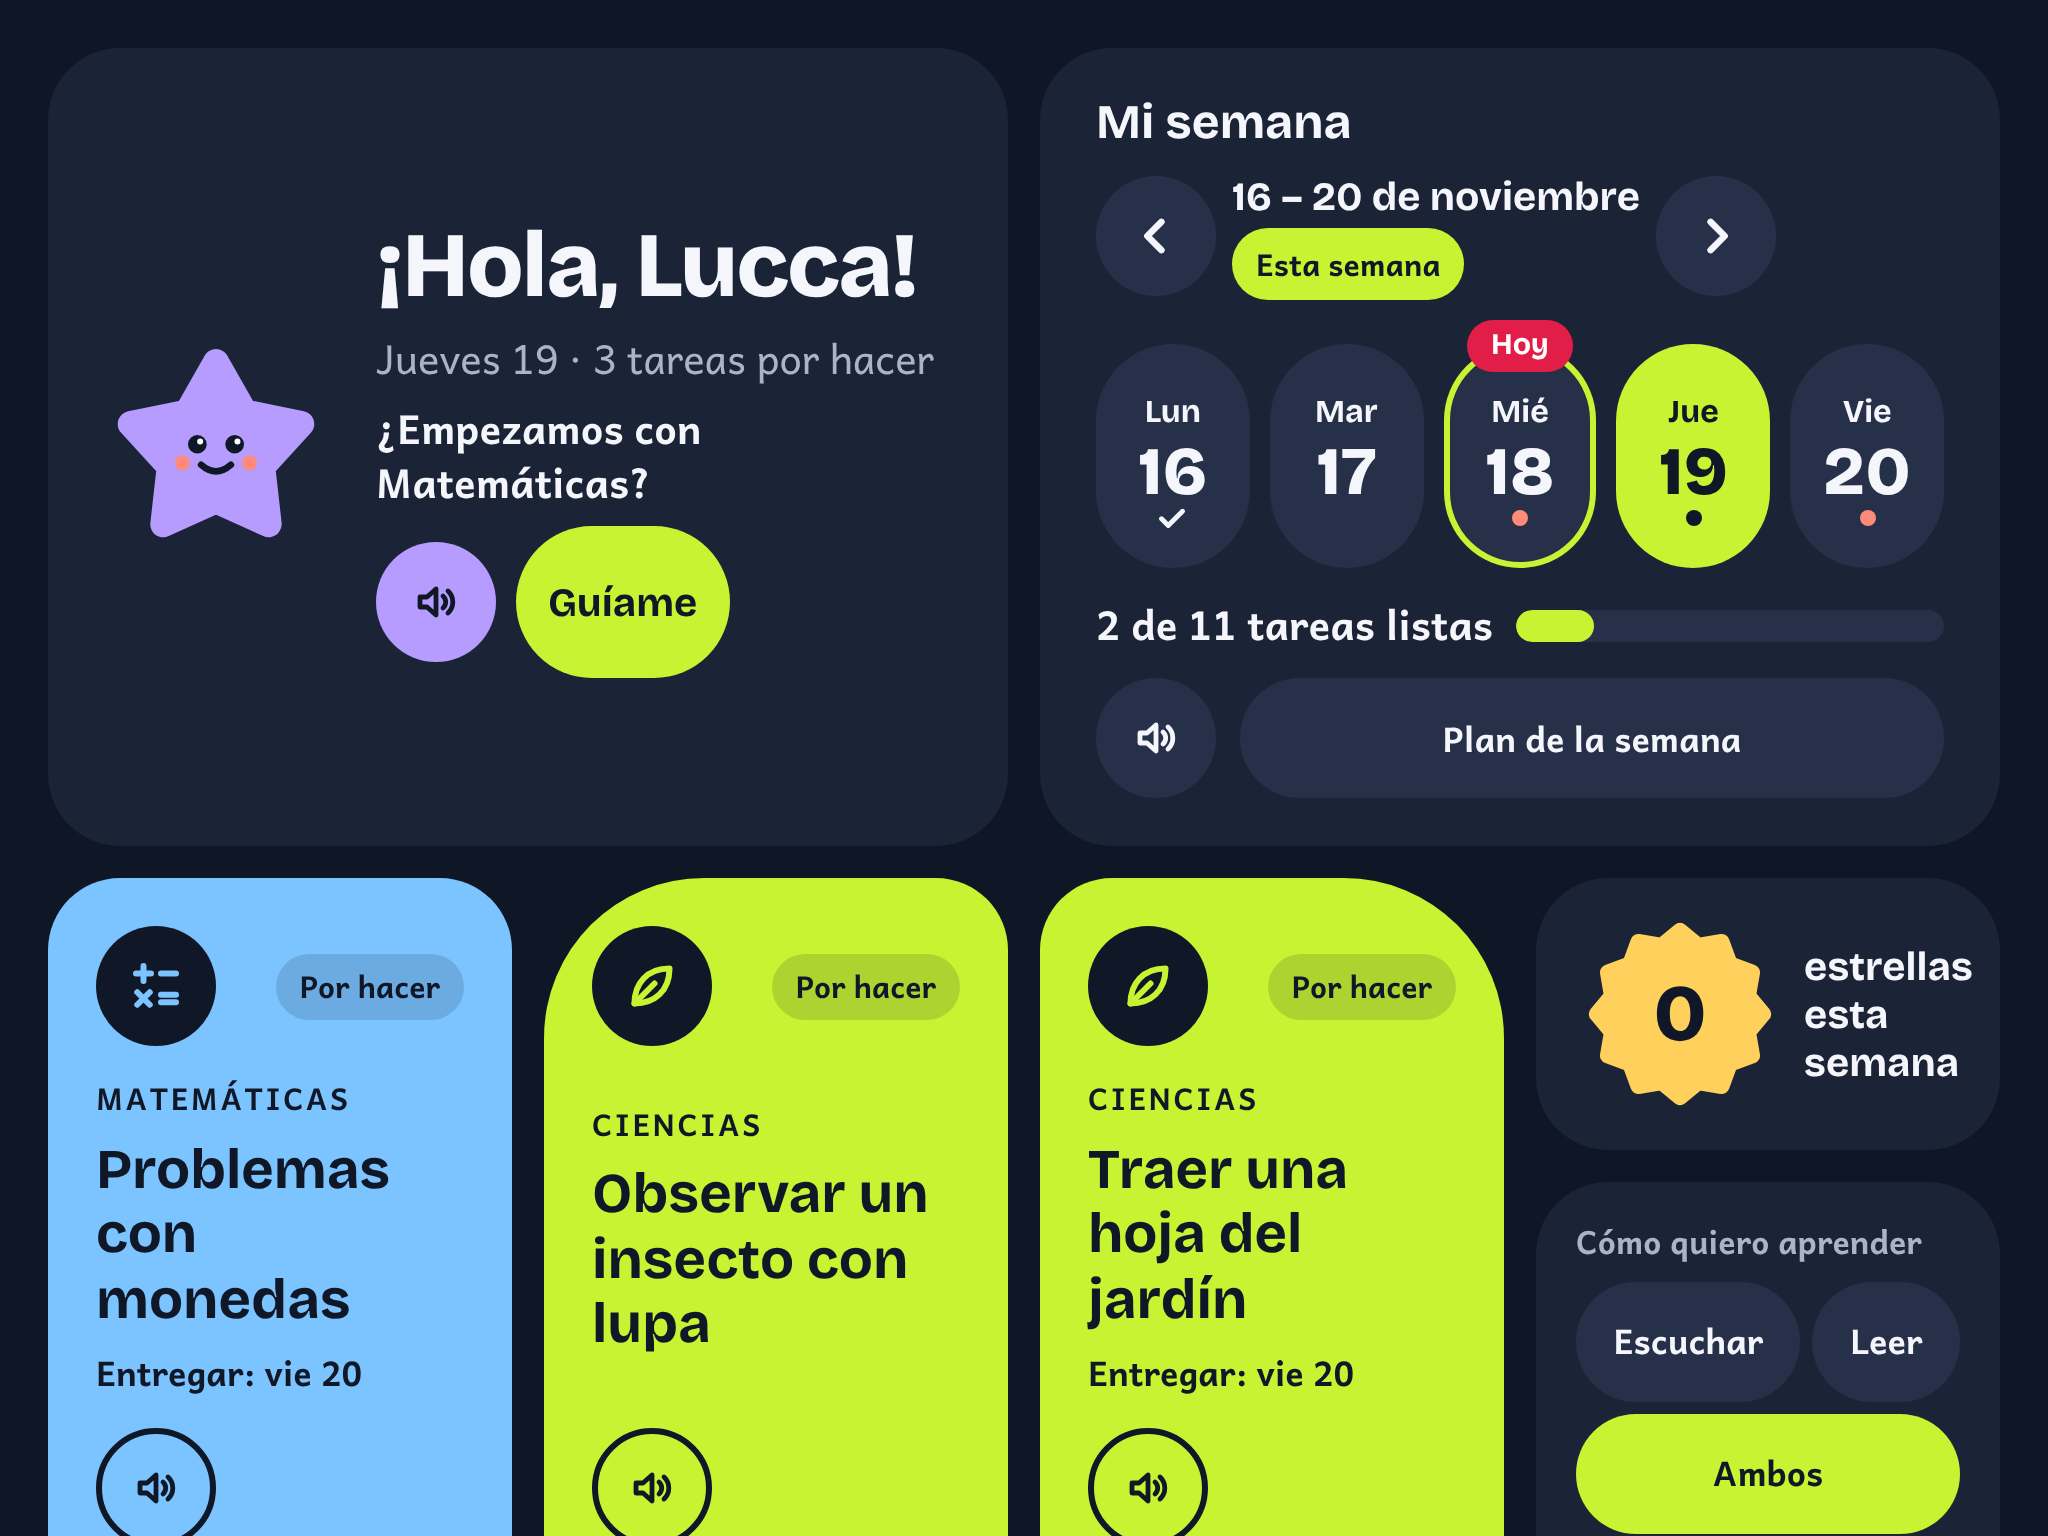 ¡Hola, Lucca!
Jueves 19 · 3 tareas por hacer
¿Empezamos con
Matemáticas?
Guíame
Mi semana
16 – 20 de noviembre
Esta semana
Hoy
Lun
16
Mar
17
Mié
18
Jue
19
Vie
20
2 de 11 tareas listas
Plan de la semana
Por hacer
MATEMÁTICAS
Problemas
con
monedas
Entregar: vie 20
Por hacer
CIENCIAS
Observar un
insecto con
lupa
Por hacer
CIENCIAS
Traer una
hoja del
jardín
Entregar: vie 20
0
estrellas
esta
semana
Cómo quiero aprender
Escuchar
Leer
Ambos